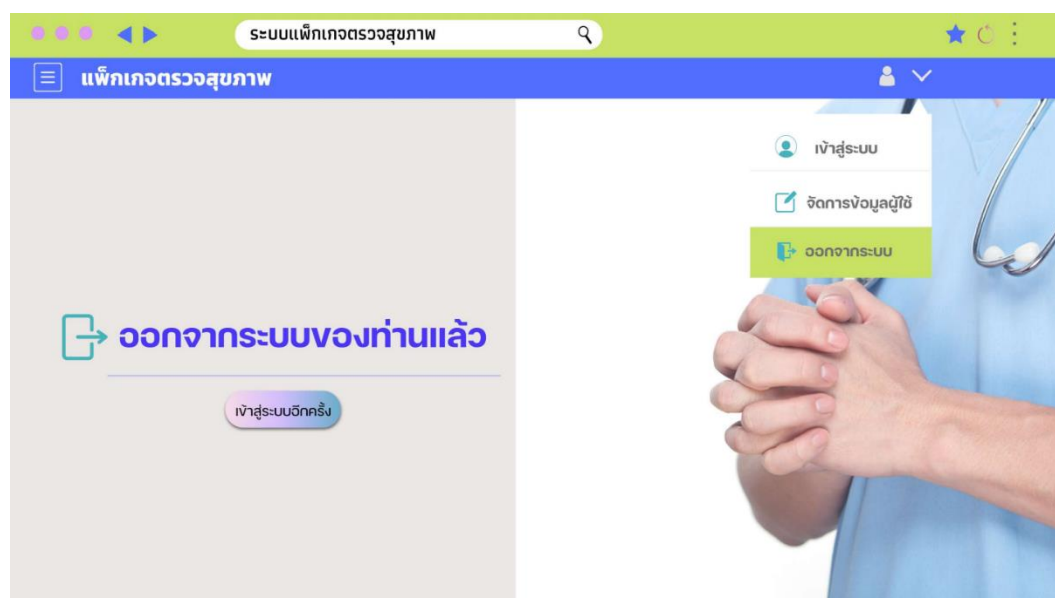 ระบบแพ็กเกจตรวจสุขภาพ
แพ็กเกจตรวจสุขภาพ
เข้าสู่ระบบ
จัดการข้อมูลผู้ใช้
ออกจากระบบ
ออกจากระบบของท่านแล้ว
เข้าสู่ระบบอีกครั้ง